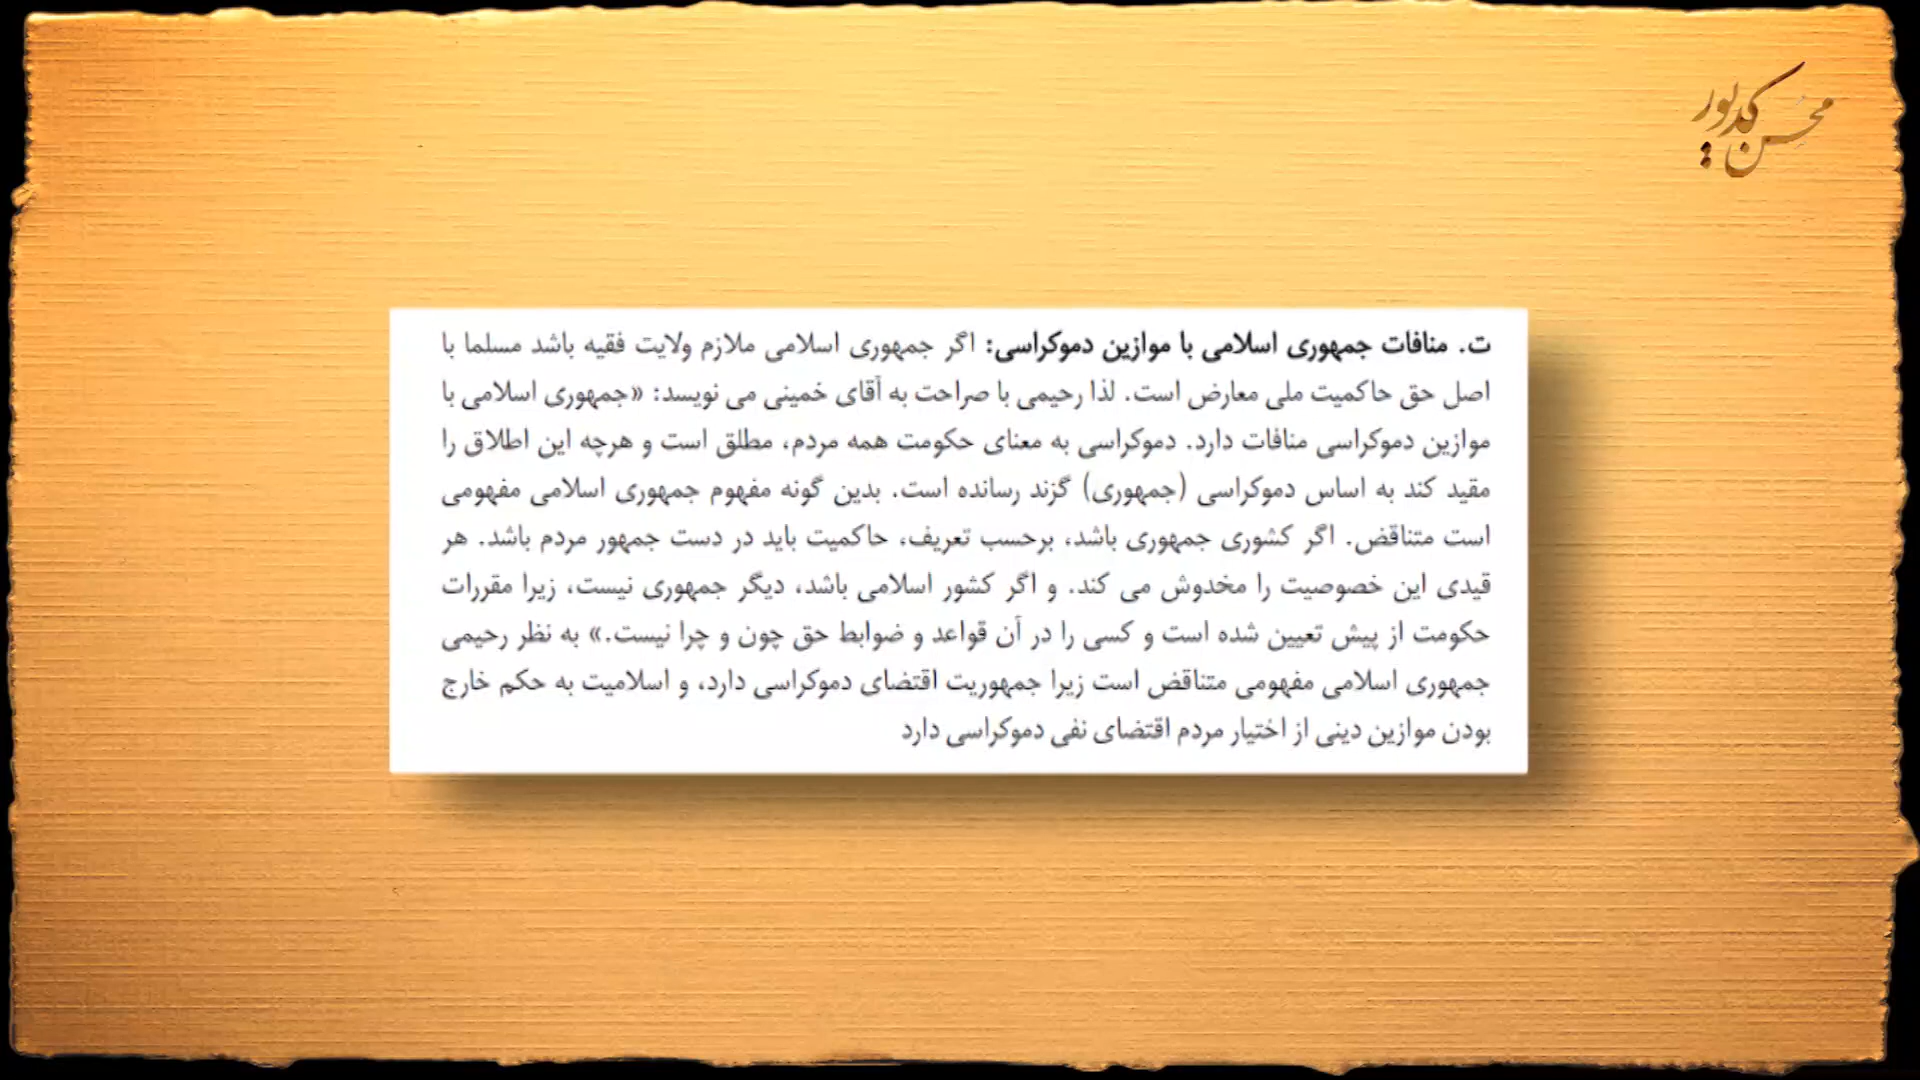 محسن کدیور
ت. منافات جمهوری اسلامی با موازین دموکراسی: اگر جمهوری اسلامی ملازم ولایت فقیه باشد مسلما با
اصل حق حاکمیت ملی معارض است. لذا رحیمی با صراحت به آقای خمینی می نویسد: «جمهوری اسلامی با
موازین دموکراسی منافات دارد. دموکراسی به معنای حکومت همه مردم، مطلق است و هرچه این اطلاق را
مقید کند به اساس دموکراسی (جمهوری) گزند رسانده است. بدین گونه مفهوم جمهوری اسلامی مفهومی
است متناقض. اگر کشوری جمهوری باشد، برحسب تعریف، حاکمیت باید در دست جمهور مردم باشد. هر
قیدی این خصوصیت را مخدوش می کند. و اگر کشور اسلامی باشد، دیگر جمهوری نیست، زیرا مقررات
حکومت از پیش تعیین شده است و کسی را در آن قواعد و ضوابط حق چون و چرا نیست.» به نظر رحیمی
جمهوری اسلامی مفهومی متناقض است زیرا جمهوریت اقتضای دموکراسی دارد، و اسلامیت به حکم خارج
بودن موازین دینی از اختیار مردم اقتضای نفی دموکراسی دارد